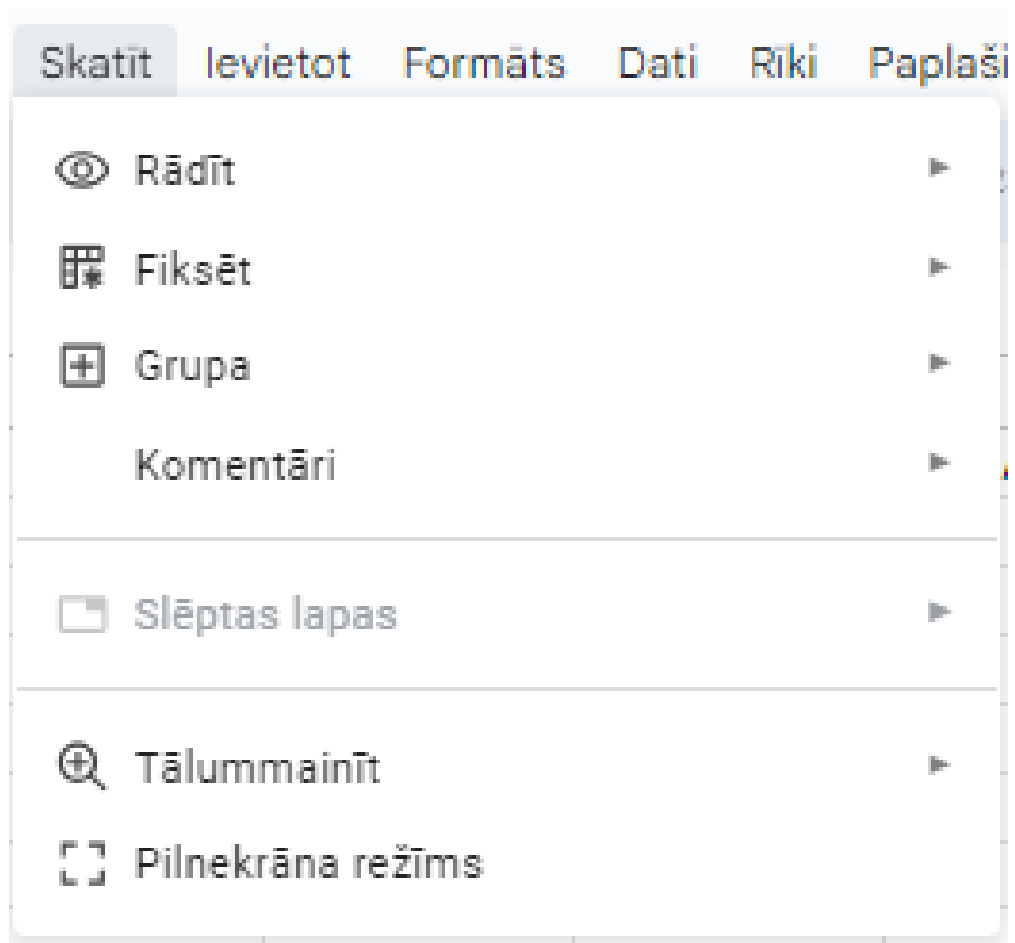 Skatīt Ievietot Formāts Dati Rīki Paplaši
Rādīt
Fiksēt
Grupa
Komentāri
Slēptas lapas
Tālummainīt
Pilnekrāna režīms